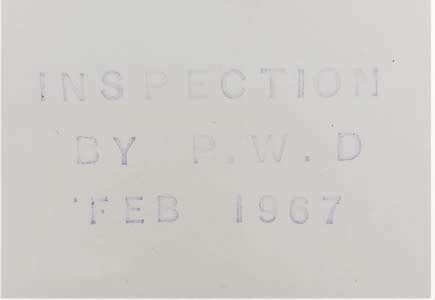 INSPECTION
BY P.W.D
FEB 1967